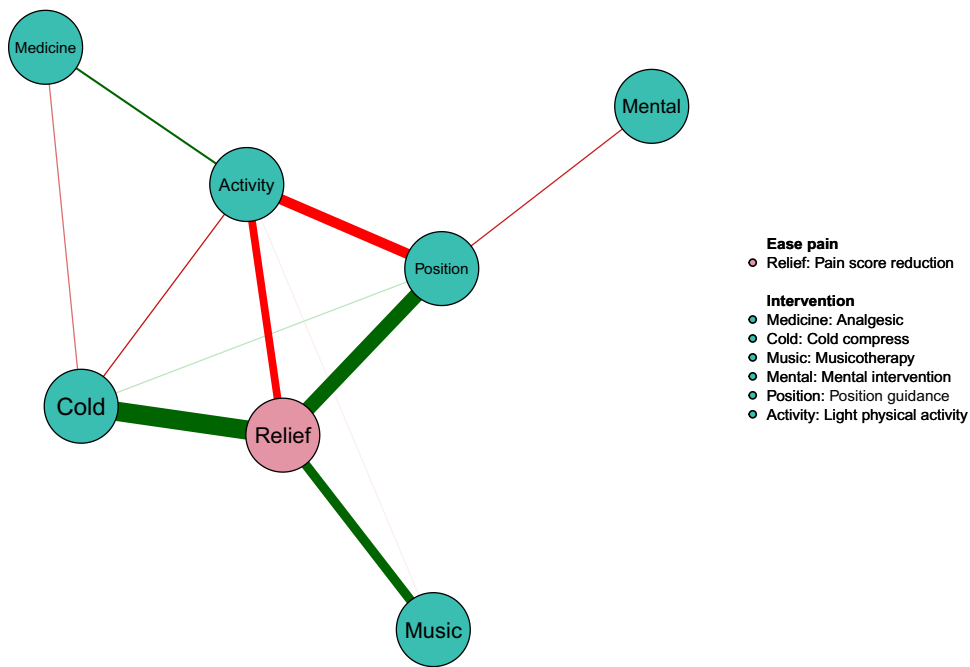 Medicine
Mental
Activity
Position
Cold
Relief
Music
Ease pain
Relief: Pain score reduction
Intervention
Medicine: Analgesic
Cold: Cold compress
Music: Musicotherapy
Mental: Mental intervention
Position: Position guidance
Activity: Light physical activity